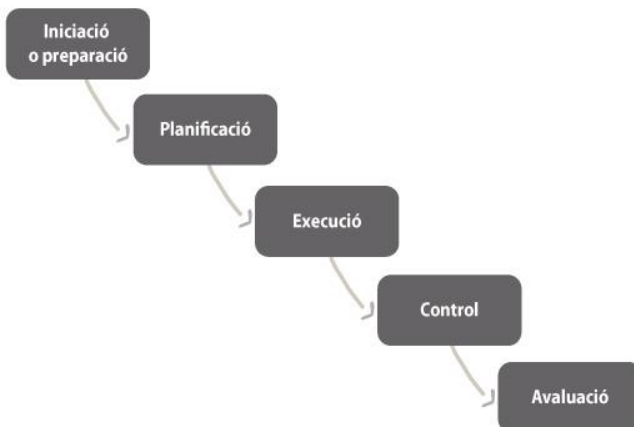 Iniciació
o preparació
Planificació
Execució
Control
Avaluació